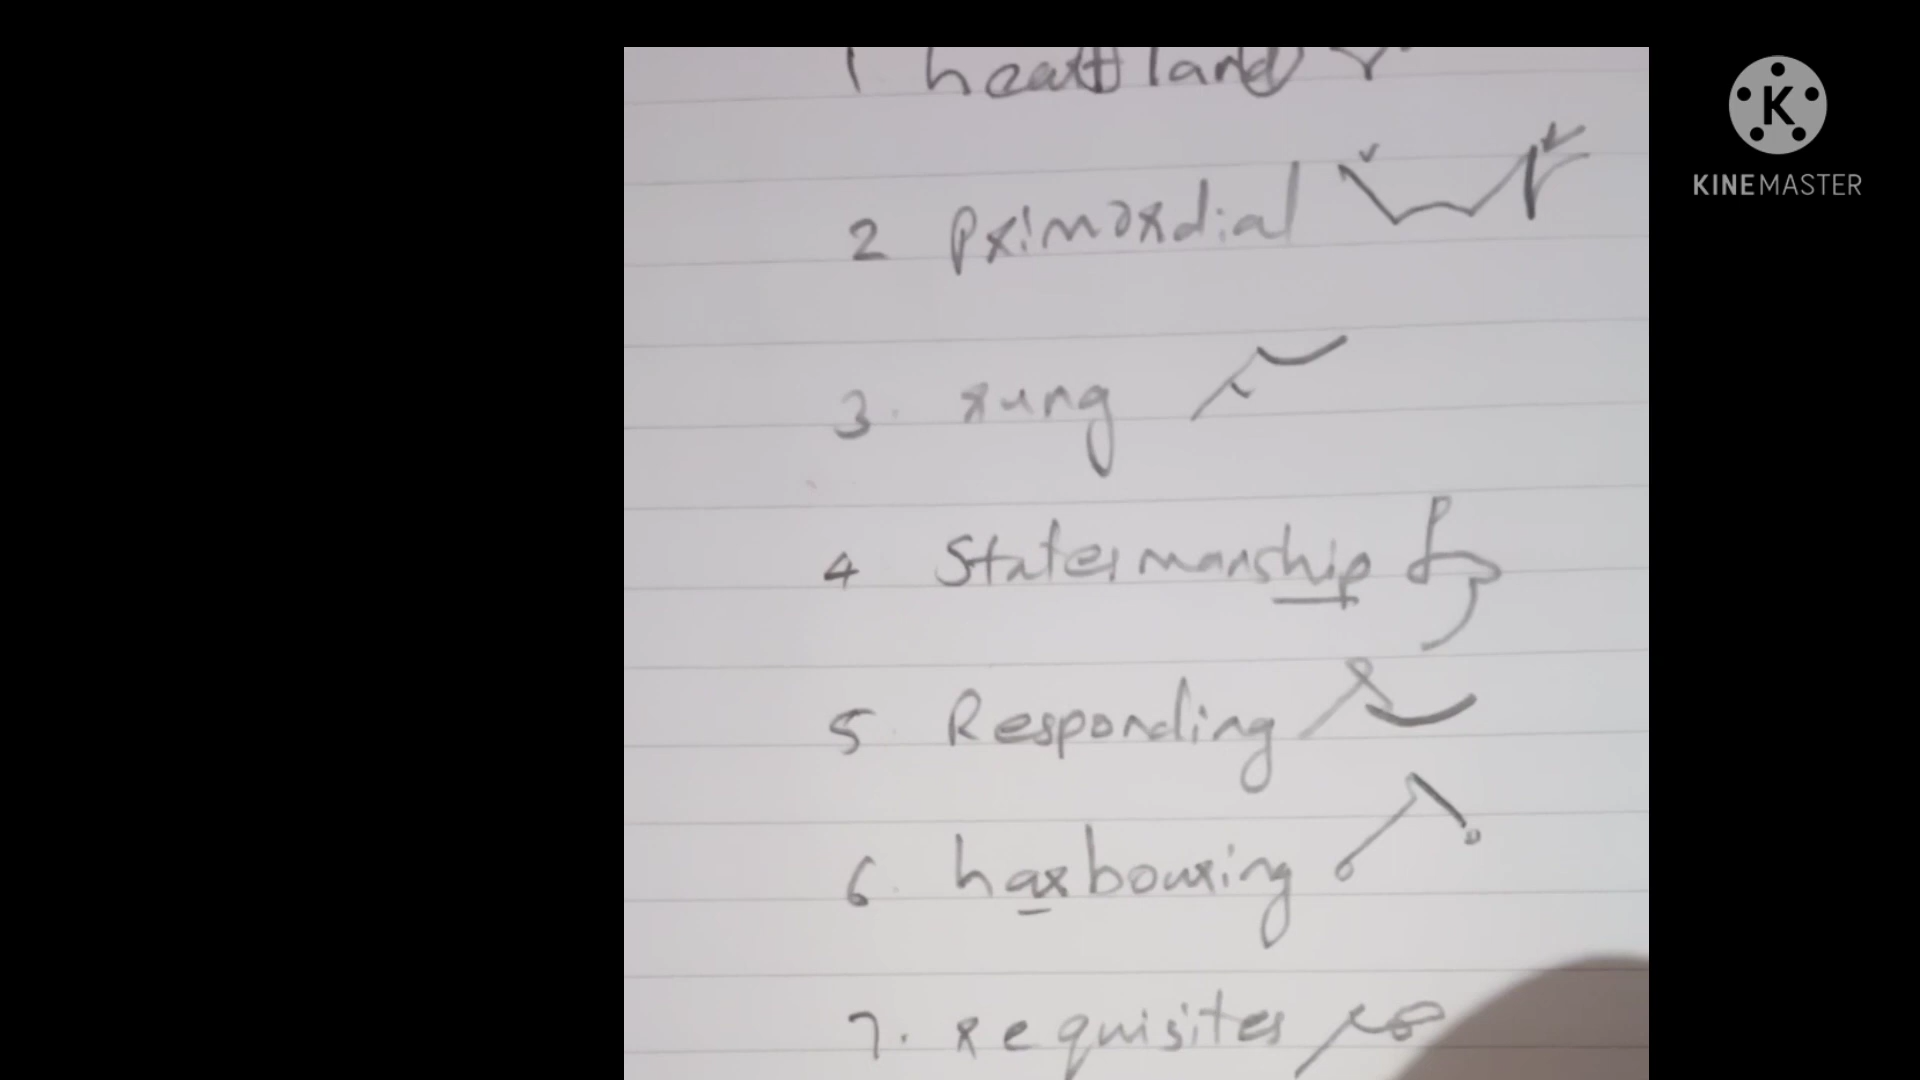 1 heartland
2 primordial
3. rung
4 Statesmanship
5. Responding
6. harbouring
7. requisites
K
KINEMASTER